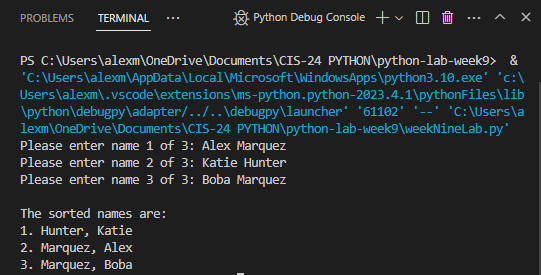 PROBLEMS TERMINAL ... Python Debug Console
PS C:\Users\alexm\OneDrive\Documents\CIS-24 PYTHON\python-lab-week9> &
'C:\Users\alexm\AppData\Local\Microsoft\WindowsApps\python3.10.exe' 'c:\
Users\alexm\.vscode\extensions\ms-python.python-2023.4.1\pythonFiles\lib
\python\debugpy\adapter/../..\debugpy\launcher' '61102' '--' 'C:\Users\a
lexm\OneDrive\Documents\CIS-24 PYTHON\python-lab-week9\weekNineLab.py'
Please enter name 1 of 3: Alex Marquez
Please enter name 2 of 3: Katie Hunter
Please enter name 3 of 3: Boba Marquez
The sorted names are:
1. Hunter, Katie
2. Marquez, Alex
3. Marquez, Boba